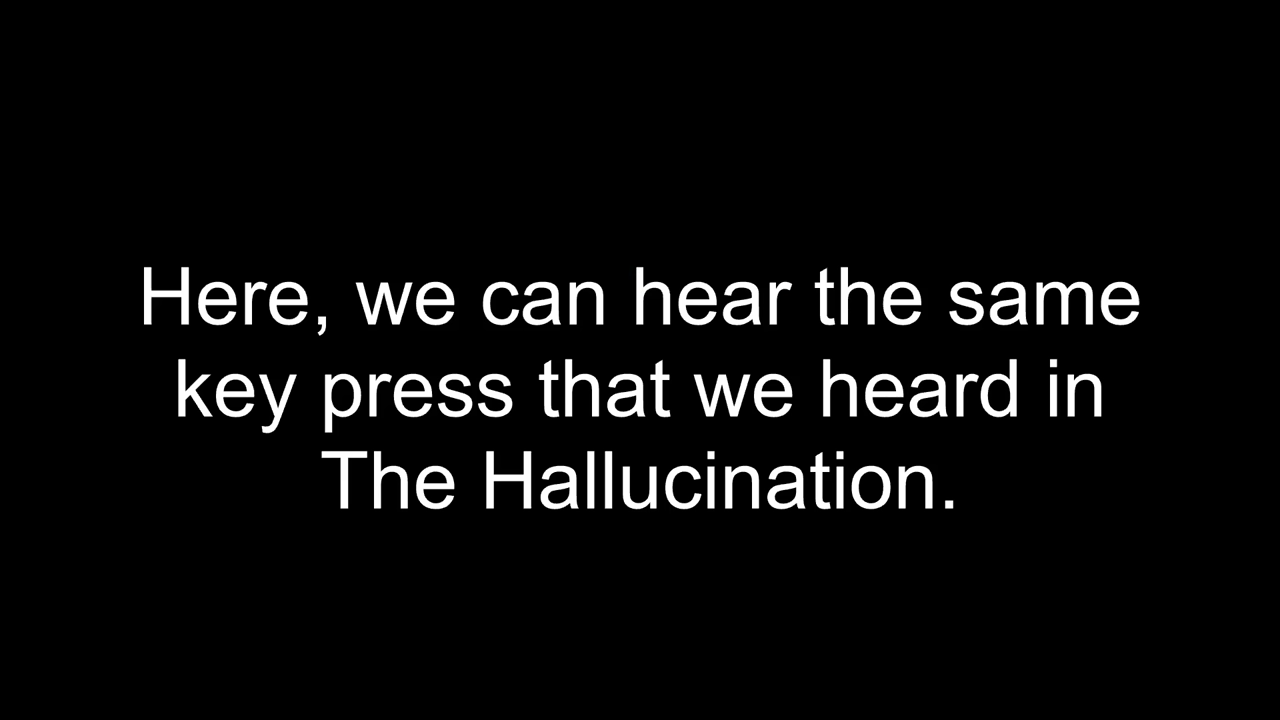 Here, we can hear the same
key press that we heard in
The Hallucination.